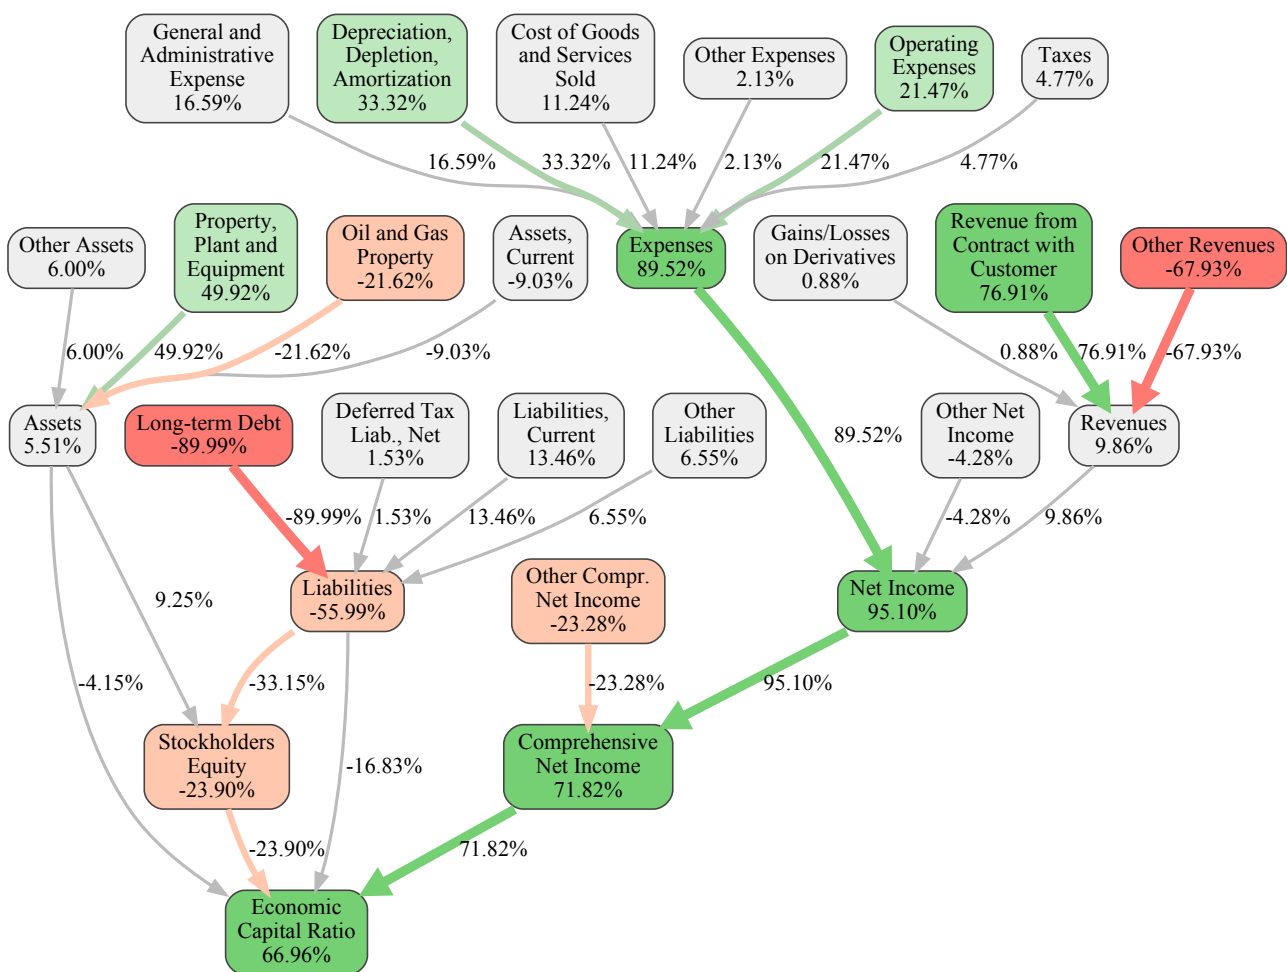 General and
Administrative
Expense
16.59%
Depreciation,
Depletion,
Amortization
33.32%
Cost of Goods
and Services
Sold
11.24%
Other Expenses
2.13%
Operating
Expenses
21.47%
Taxes
4.77%
16.59%
33.32%
11.24%
2.13%
21.47%
4.77%
Other Assets
6.00%
Property,
Plant and
Equipment
49.92%
Oil and Gas
Property
-21.62%
Assets,
Current
-9.03%
Expenses
89.52%
Gains/Losses
on Derivatives
0.88%
Revenue from
Contract with
Customer
76.91%
Other Revenues
-67.93%
6.00%
49.92%
-21.62%
-9.03%
0.88%
76.91%
-67.93%
Assets
5.51%
Long-term Debt
-89.99%
Deferred Tax
Liab., Net
1.53%
Liabilities,
Current
13.46%
Other
Liabilities
6.55%
89.52%
Other Net
Income
-4.28%
Revenues
9.86%
-89.99%
1.53%
13.46%
6.55%
-4.28%
9.86%
9.25%
Liabilities
-55.99%
Other Compr.
Net Income
-23.28%
Net Income
95.10%
-4.15%
-33.15%
-23.28%
95.10%
Stockholders
Equity
-23.90%
-16.83%
Comprehensive
Net Income
71.82%
-23.90%
71.82%
Economic
Capital Ratio
66.96%